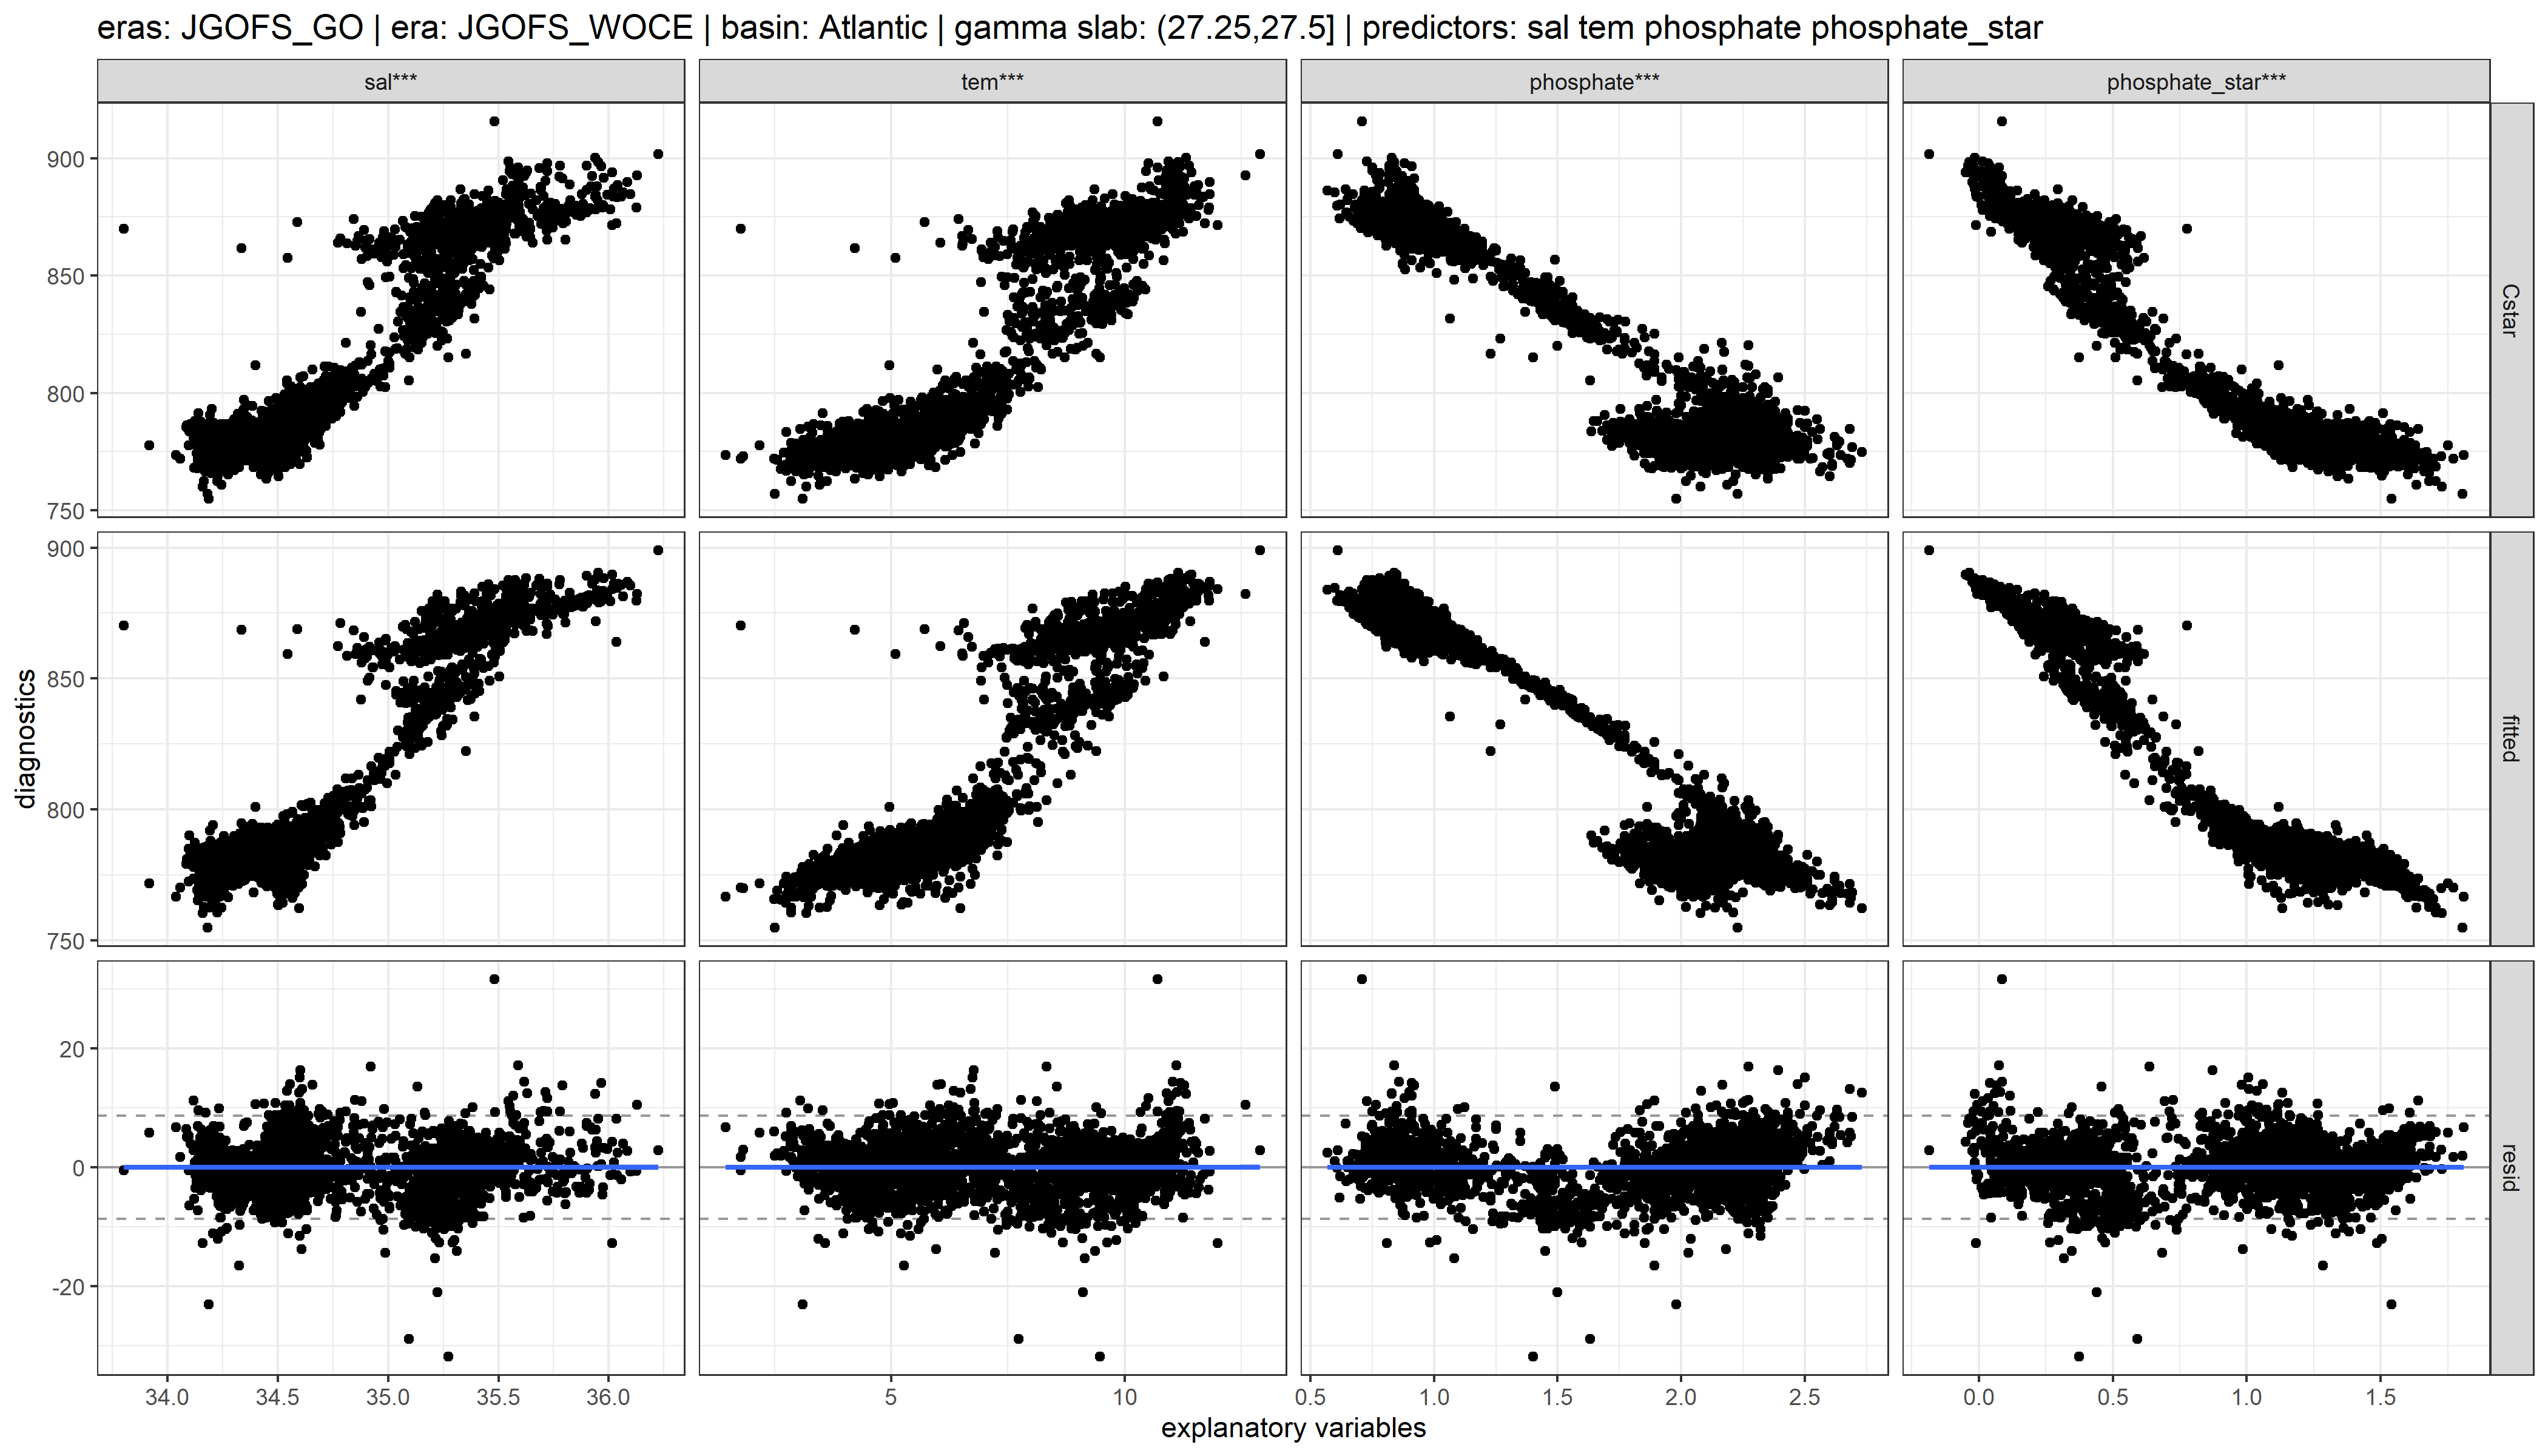 eras: JGOFS_GO | era: JGOFS_WOCE | basin: Atlantic | gamma slab: (27.25,27.5] | predictors: sal tem phosphate phosphate_star
sal***
tem***
phosphate***
phosphate_star***
900
850
800
750
Cstar
900
850
800
750
fitted
20
0
-20
resid
diagnostics
34.0 34.5 35.0 35.5 36.0
5 10
0.5 1.0 1.5 2.0 2.5
0.0 0.5 1.0 1.5
explanatory variables